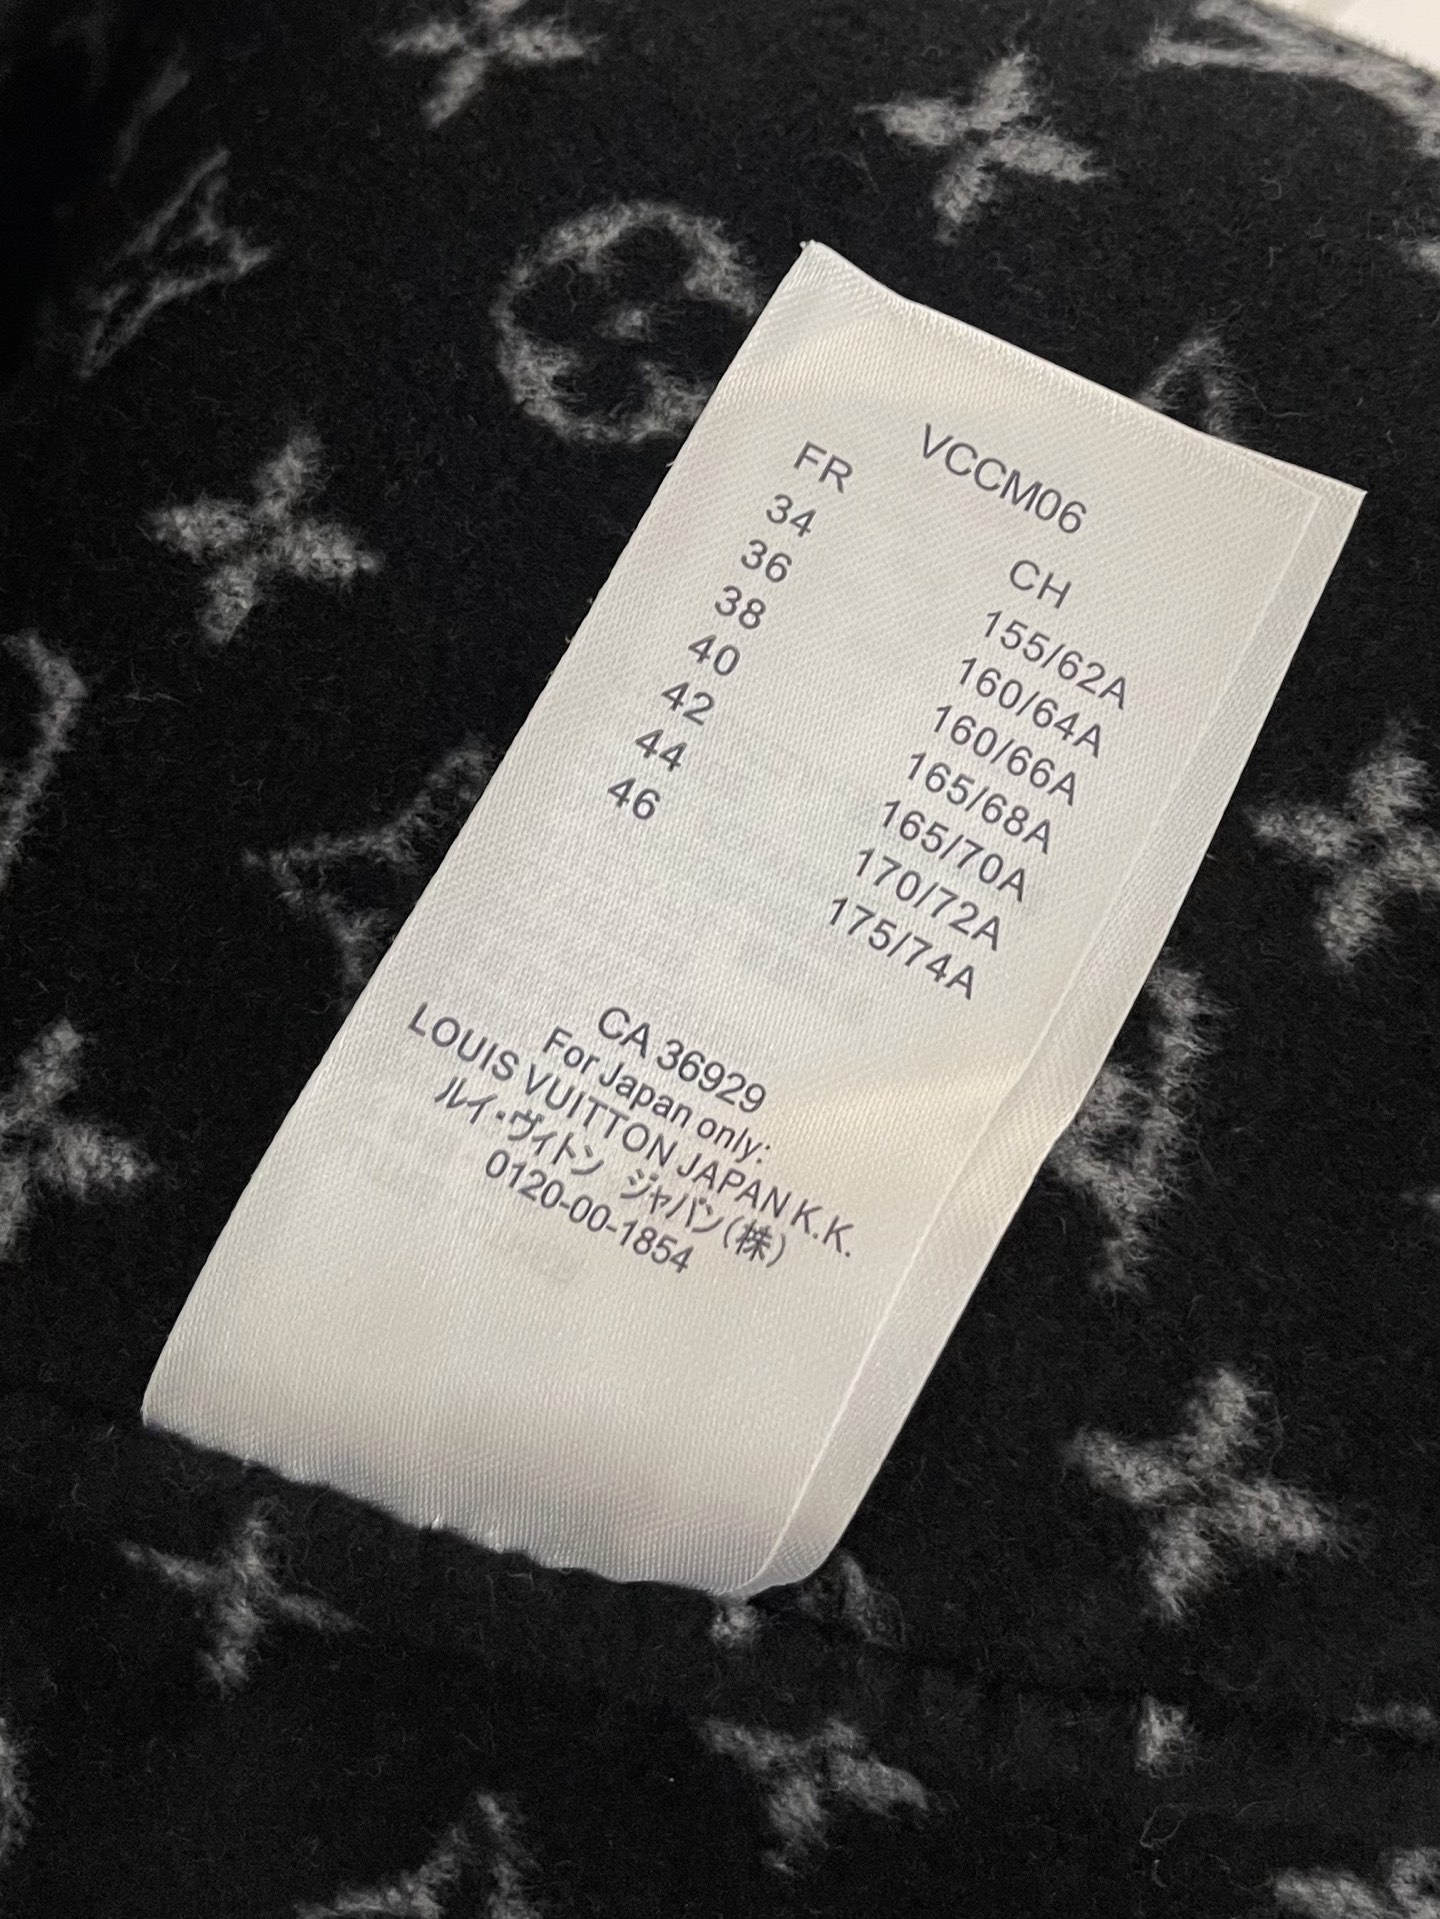 VCCM06
FR CH
34 155/62A
36 160/64A
38 160/66A
40 165/68A
42 165/70A
44 170/72A
46 175/74A
CA 36929
For Japan only:
LOUIS VUITTON JAPAN K.K.
ルイ・ヴィトン ジャパン(株)
0120-00-1854